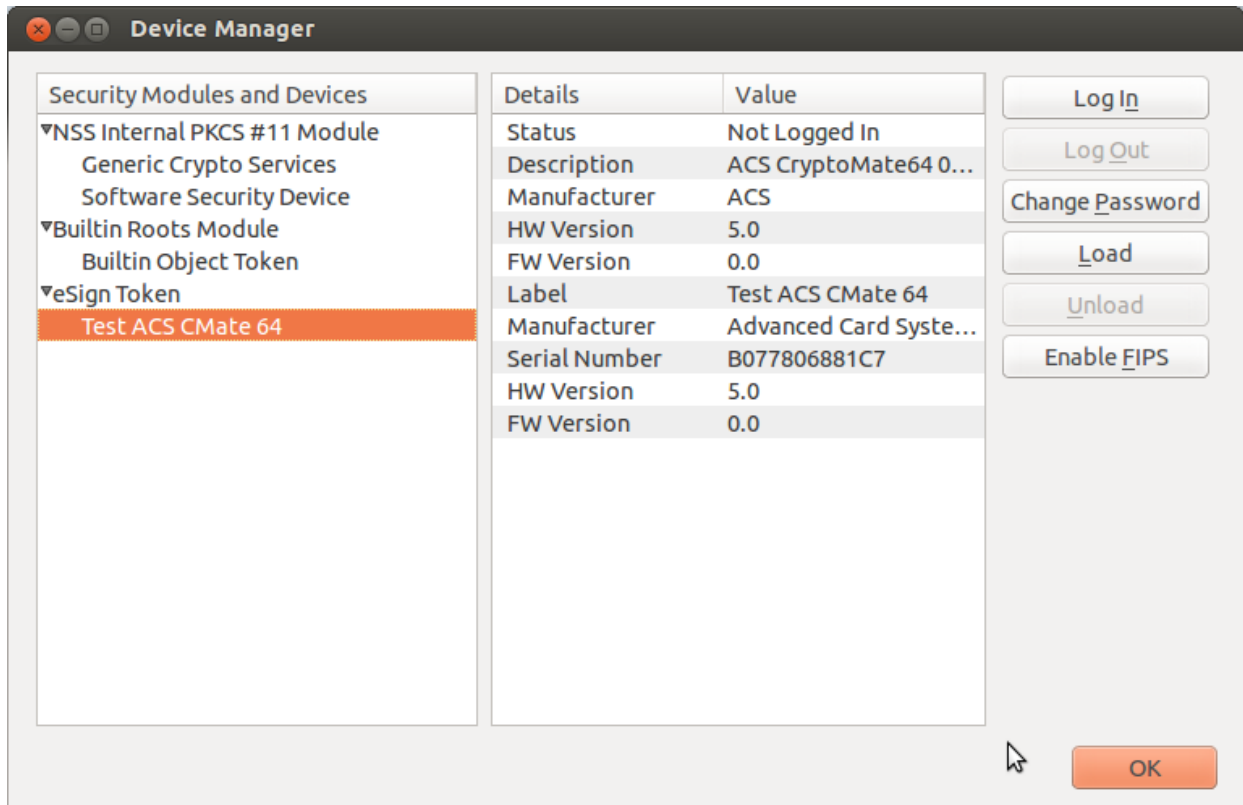 Device Manager
Security Modules and Devices
NSS Internal PKCS #11 Module
Generic Crypto Services
Software Security Device
Builtin Roots Module
Builtin Object Token
eSign Token
Test ACS CMate 64
Details Value
Status Not Logged In
Description ACS CryptoMate64 0...
Manufacturer ACS
HW Version 5.0
FW Version 0.0
Label Test ACS CMate 64
Manufacturer Advanced Card Syste...
Serial Number B077806881C7
HW Version 5.0
FW Version 0.0
Log In
Log Out
Change Password
Load
Unload
Enable FIPS
OK